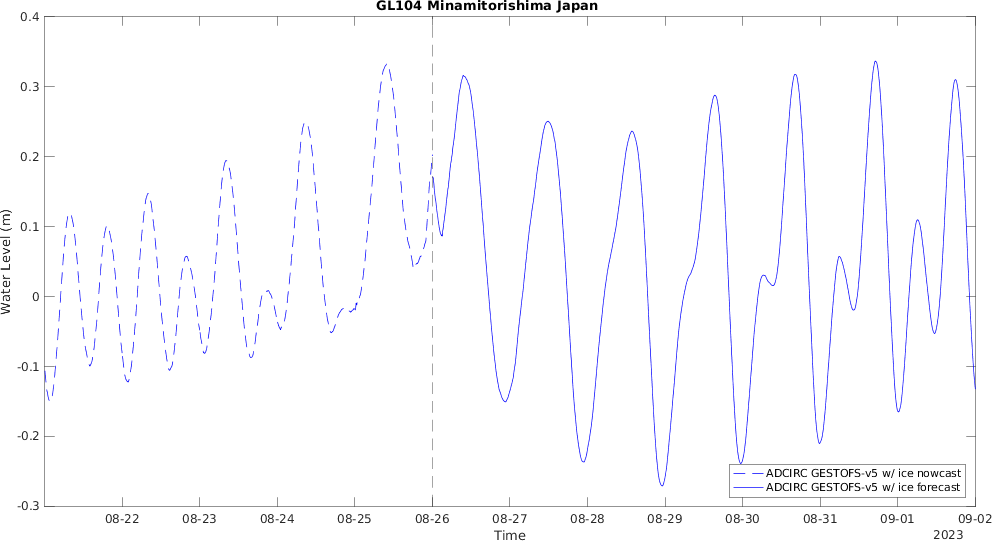 GL104 Minamitorishima Japan
0.4
0.3
0.2
0.1
0
-0.1
-0.2
-0.3
Water Level (m)
ADCIRC GESTOFS-v5 w/ ice nowcast
ADCIRC GESTOFS-v5 w/ ice forecast
08-22 08-23 08-24 08-25 08-26 08-27 08-28 08-29 08-30 08-31 09-01 09-02
Time
2023